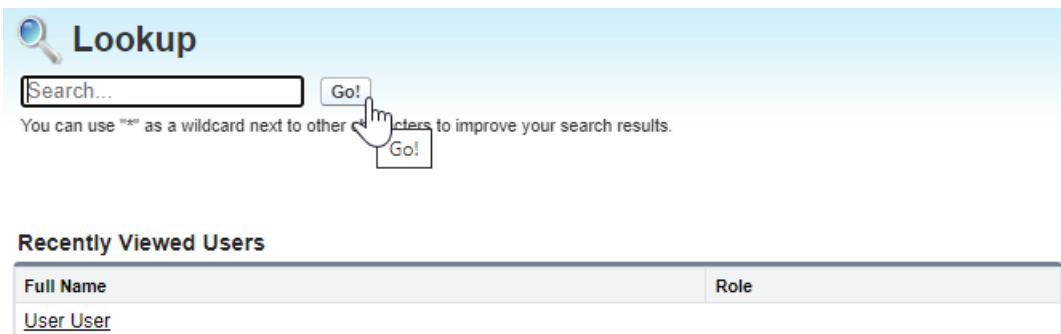 Lookup
Search...
Go!
You can use "*" as a wildcard next to other characters to improve your search results.
Go!
Recently Viewed Users
Full Name Role
User User